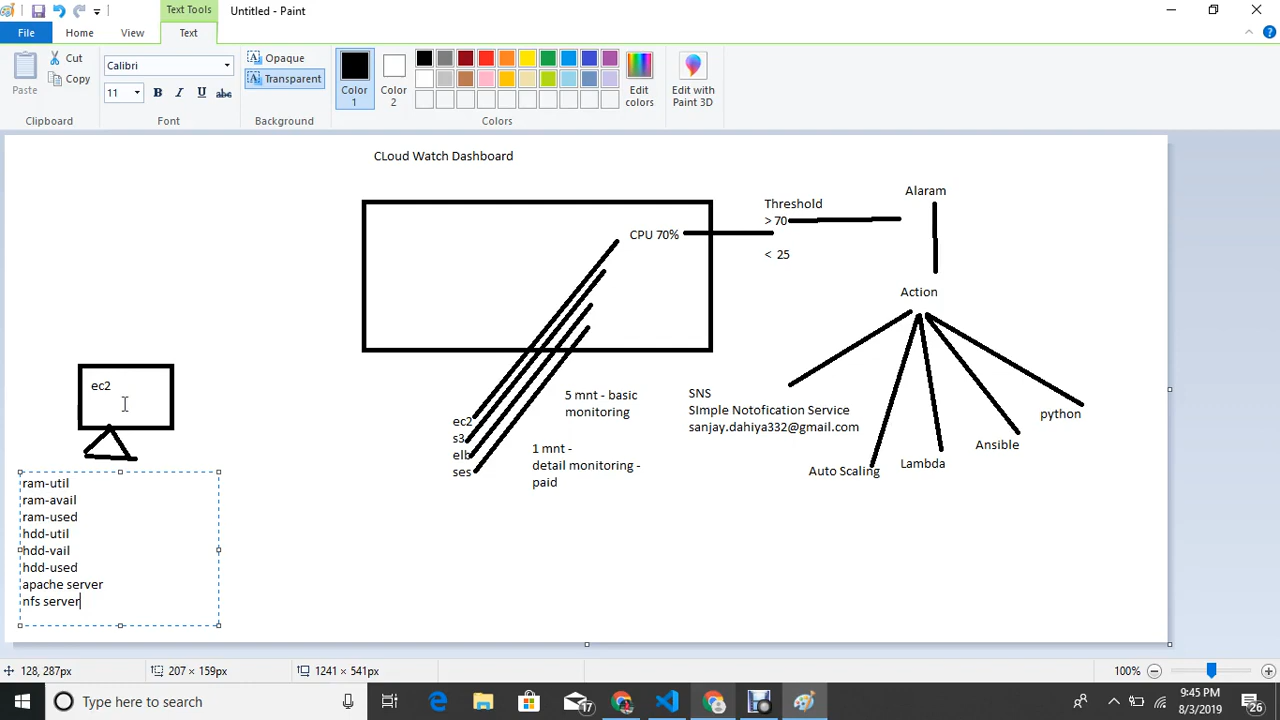 Text Tools
Untitled - Paint
File
Home
View
Text
Paste
Cut
Copy
Clipboard
Calibri
11
B I U abc
Font
Opaque
Transparent
Background
Color 1
Color 2
Edit colors
Edit with Paint 3D
Colors
CLoud Watch Dashboard
CPU 70%
Threshold
> 70
< 25
Alaram
Action
ec2
ec2
s3
elb
ses
5 mnt - basic
monitoring
1 mnt -
detail monitoring -
paid
SNS
SImple Notofication Service
sanjay.dahiya332@gmail.com
Auto Scaling
Lambda
Ansible
python
ram-util
ram-avail
ram-used
hdd-util
hdd-vail
hdd-used
apache server
nfs server
128, 287px
207 × 159px
1241 × 541px
100%
Type here to search
17
9:45 PM
8/3/2019
26